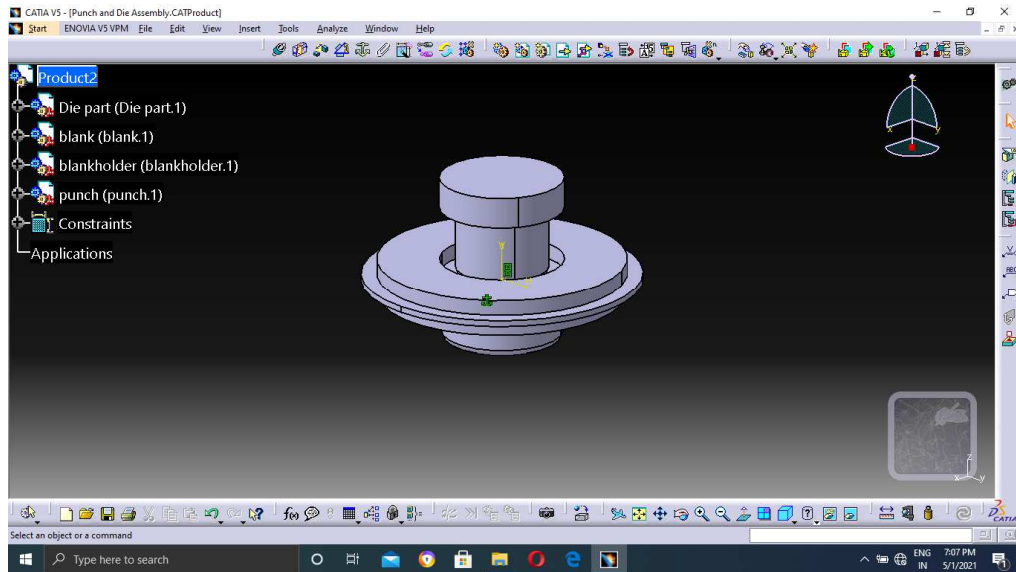 CATIA V5 - [Punch and Die Assembly.CATProduct]
Start ENOVIA V5 VPM File Edit View Insert Tools Analyze Window Help
Product2
Die part (Die part.1)
blank (blank.1)
blankholder (blankholder.1)
punch (punch.1)
Constraints
Applications
x y
y
z
x y
f(x)
CATIA
Select an object or a command
Type here to search
ENG 7:07 PM
IN 5/1/2021